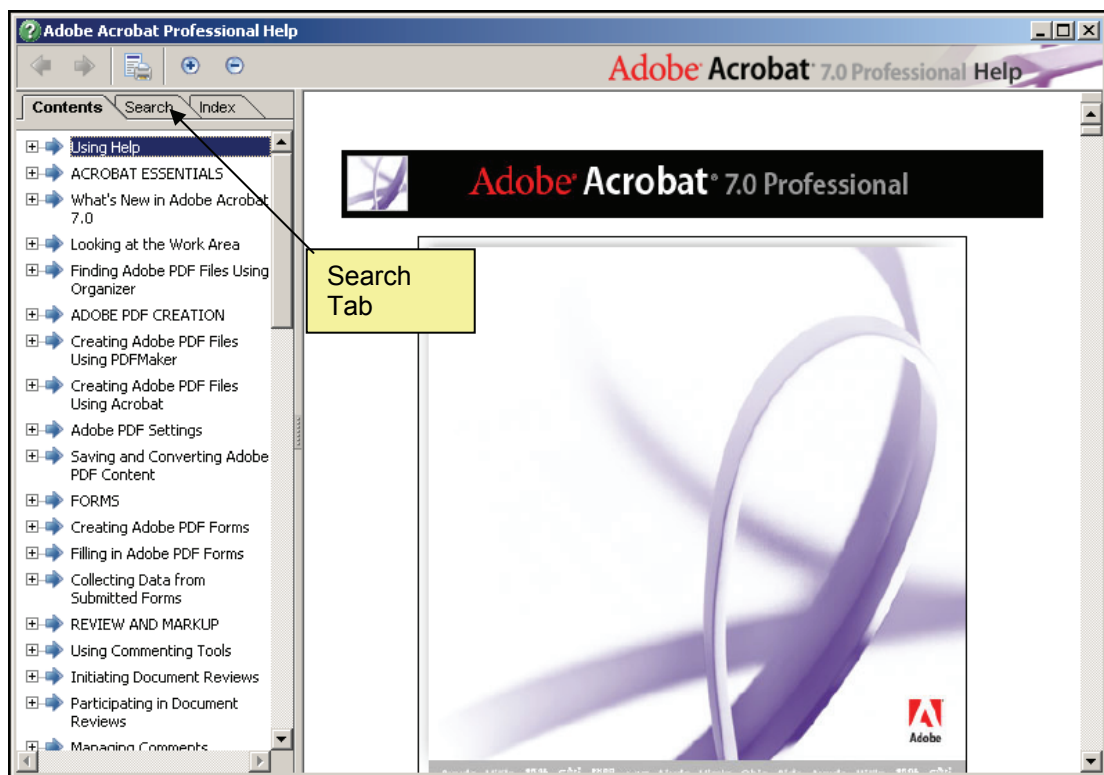 Adobe Acrobat Professional Help
Adobe Acrobat 7.0 Professional Help
Contents Search Index
Using Help
ACROBAT ESSENTIALS
What's New in Adobe Acrobat
7.0
Looking at the Work Area
Finding Adobe PDF Files Using
Organizer
ADOBE PDF CREATION
Creating Adobe PDF Files
Using PDFMaker
Creating Adobe PDF Files
Using Acrobat
Adobe PDF Settings
Saving and Converting Adobe
PDF Content
FORMS
Creating Adobe PDF Forms
Filling in Adobe PDF Forms
Collecting Data from
Submitted Forms
REVIEW AND MARKUP
Using Commenting Tools
Initiating Document Reviews
Participating in Document
Reviews
Managing Comments
Adobe Acrobat® 7.0 Professional
Search
Tab
Adobe